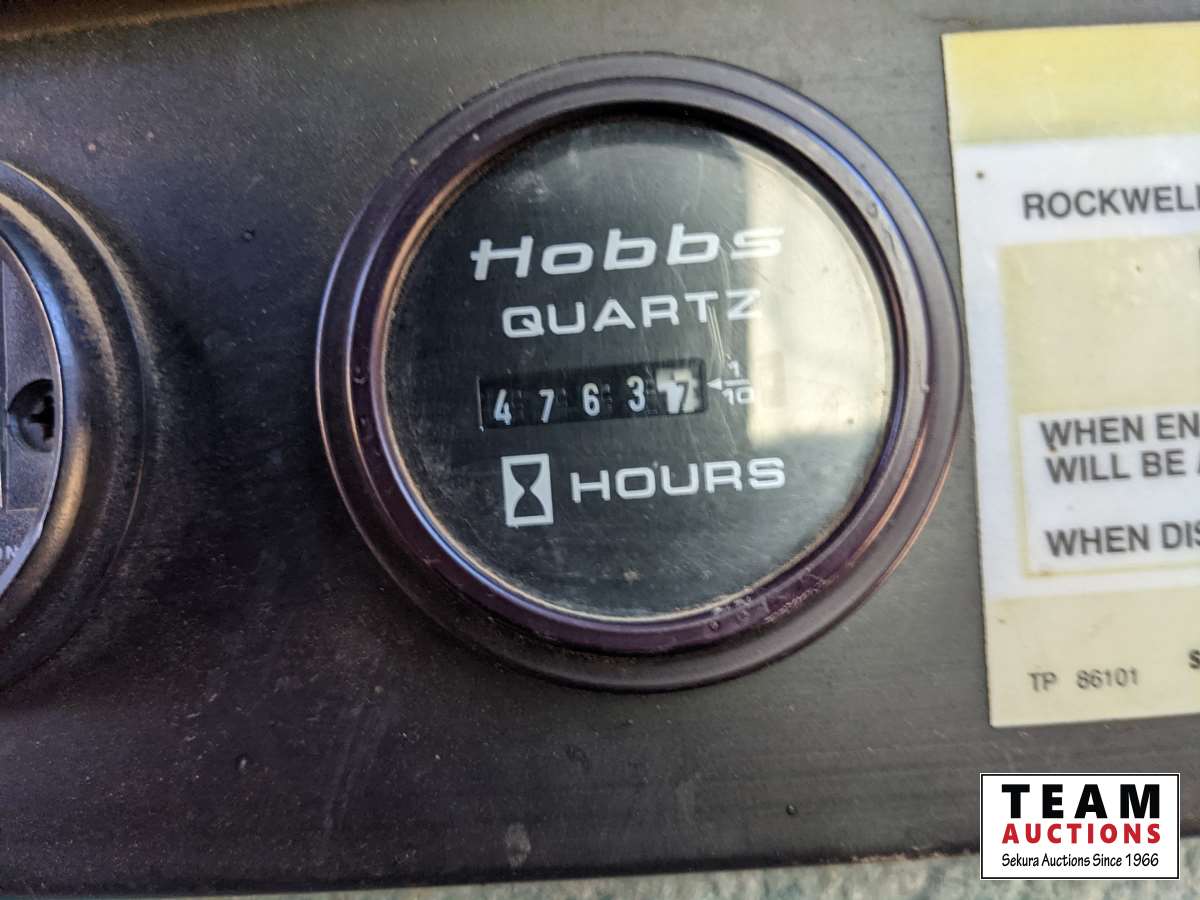 Hobbs
QUARTZ
4 7 6 3 7
1/10
HOURS
ROCKWELL
WHEN EN
WILL BE
WHEN DIS
TP 86101
TEAM
AUCTIONS
Sekura Auctions Since 1966